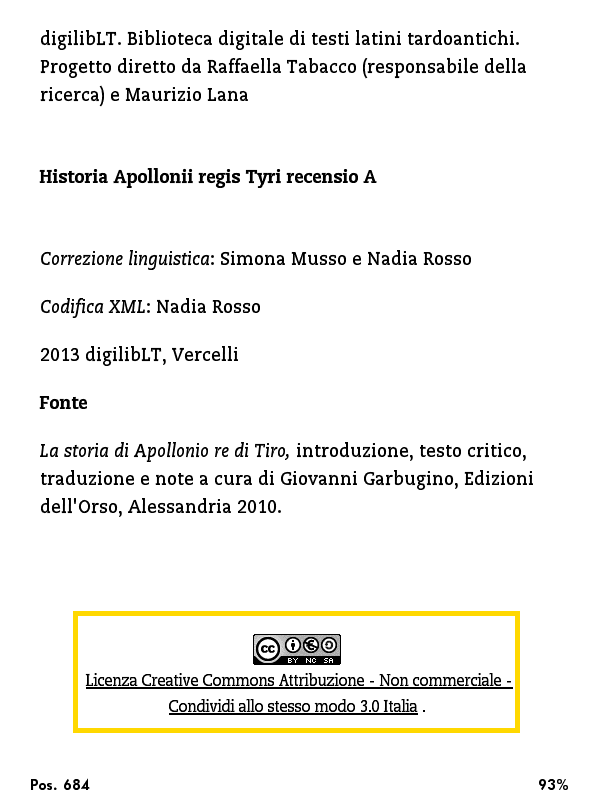 digilibLT. Biblioteca digitale di testi latini tardoantichi.
Progetto diretto da Raffaella Tabacco (responsabile della
ricerca) e Maurizio Lana
Historia Apollonii regis Tyri recensio A
Correzione linguistica: Simona Musso e Nadia Rosso
Codifica XML: Nadia Rosso
2013 digilibLT, Vercelli
Fonte
La storia di Apollonio re di Tiro, introduzione, testo critico,
traduzione e note a cura di Giovanni Garbugino, Edizioni
dell'Orso, Alessandria 2010.
cc
BY NC SA
Licenza Creative Commons Attribuzione - Non commerciale -
Condividi allo stesso modo 3.0 Italia .
Pos. 684 93%